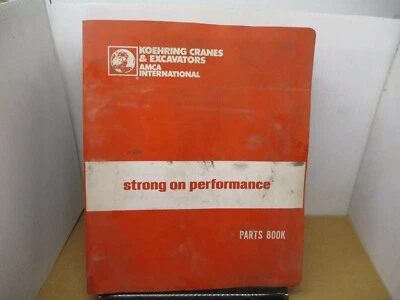 KOEHRING CRANES
& EXCAVATORS
AMCA
INTERNATIONAL
strong on performance
PARTS BOOK